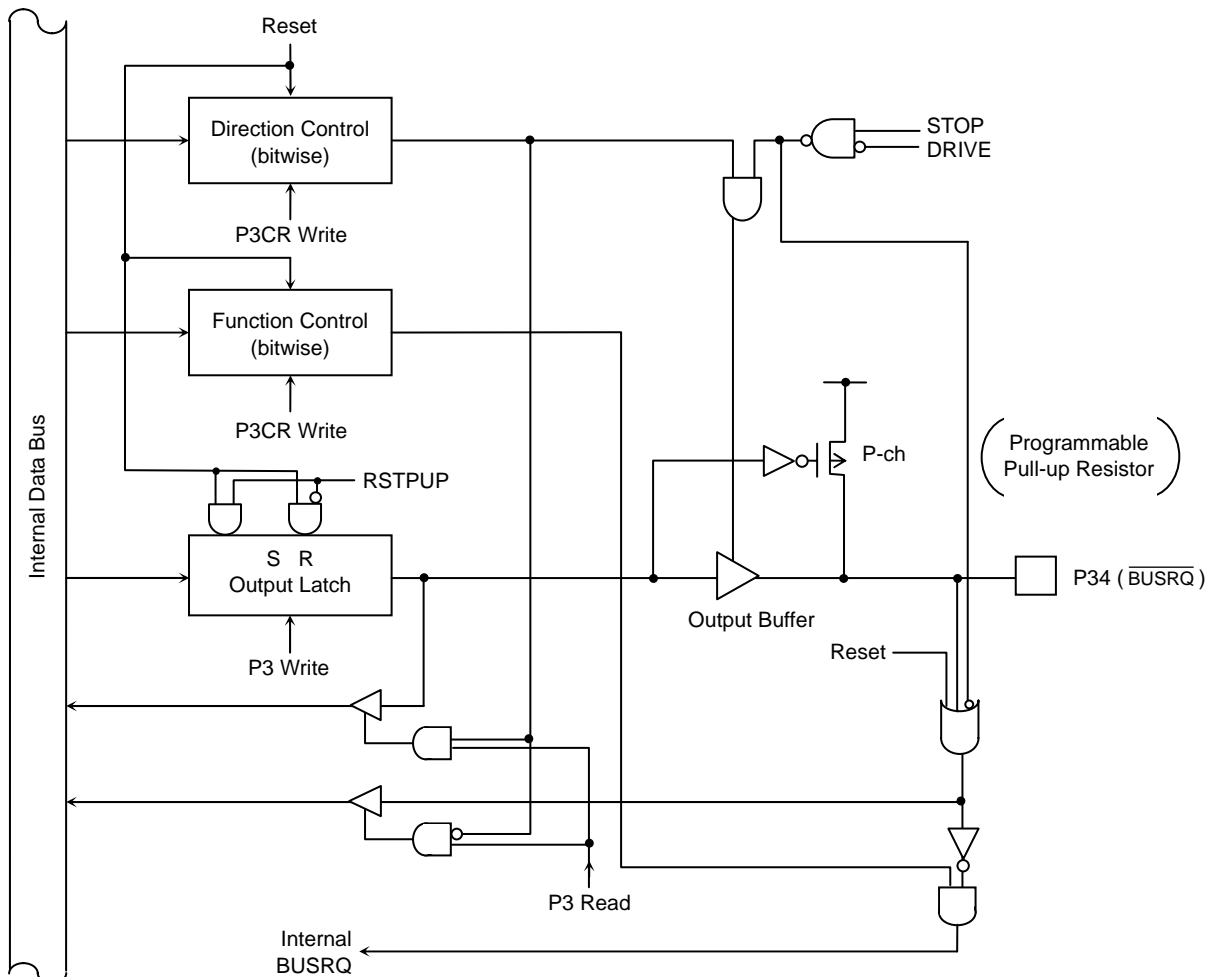 Reset
Direction Control
(bitwise)
STOP
DRIVE
P3CR Write
Function Control
(bitwise)
P3CR Write
Internal Data Bus
P-ch
Programmable
Pull-up Resistor
RSTPUP
S R
Output Latch
Output Buffer
P34 (BUSRQ)
P3 Write
Reset
P3 Read
Internal
BUSRQ